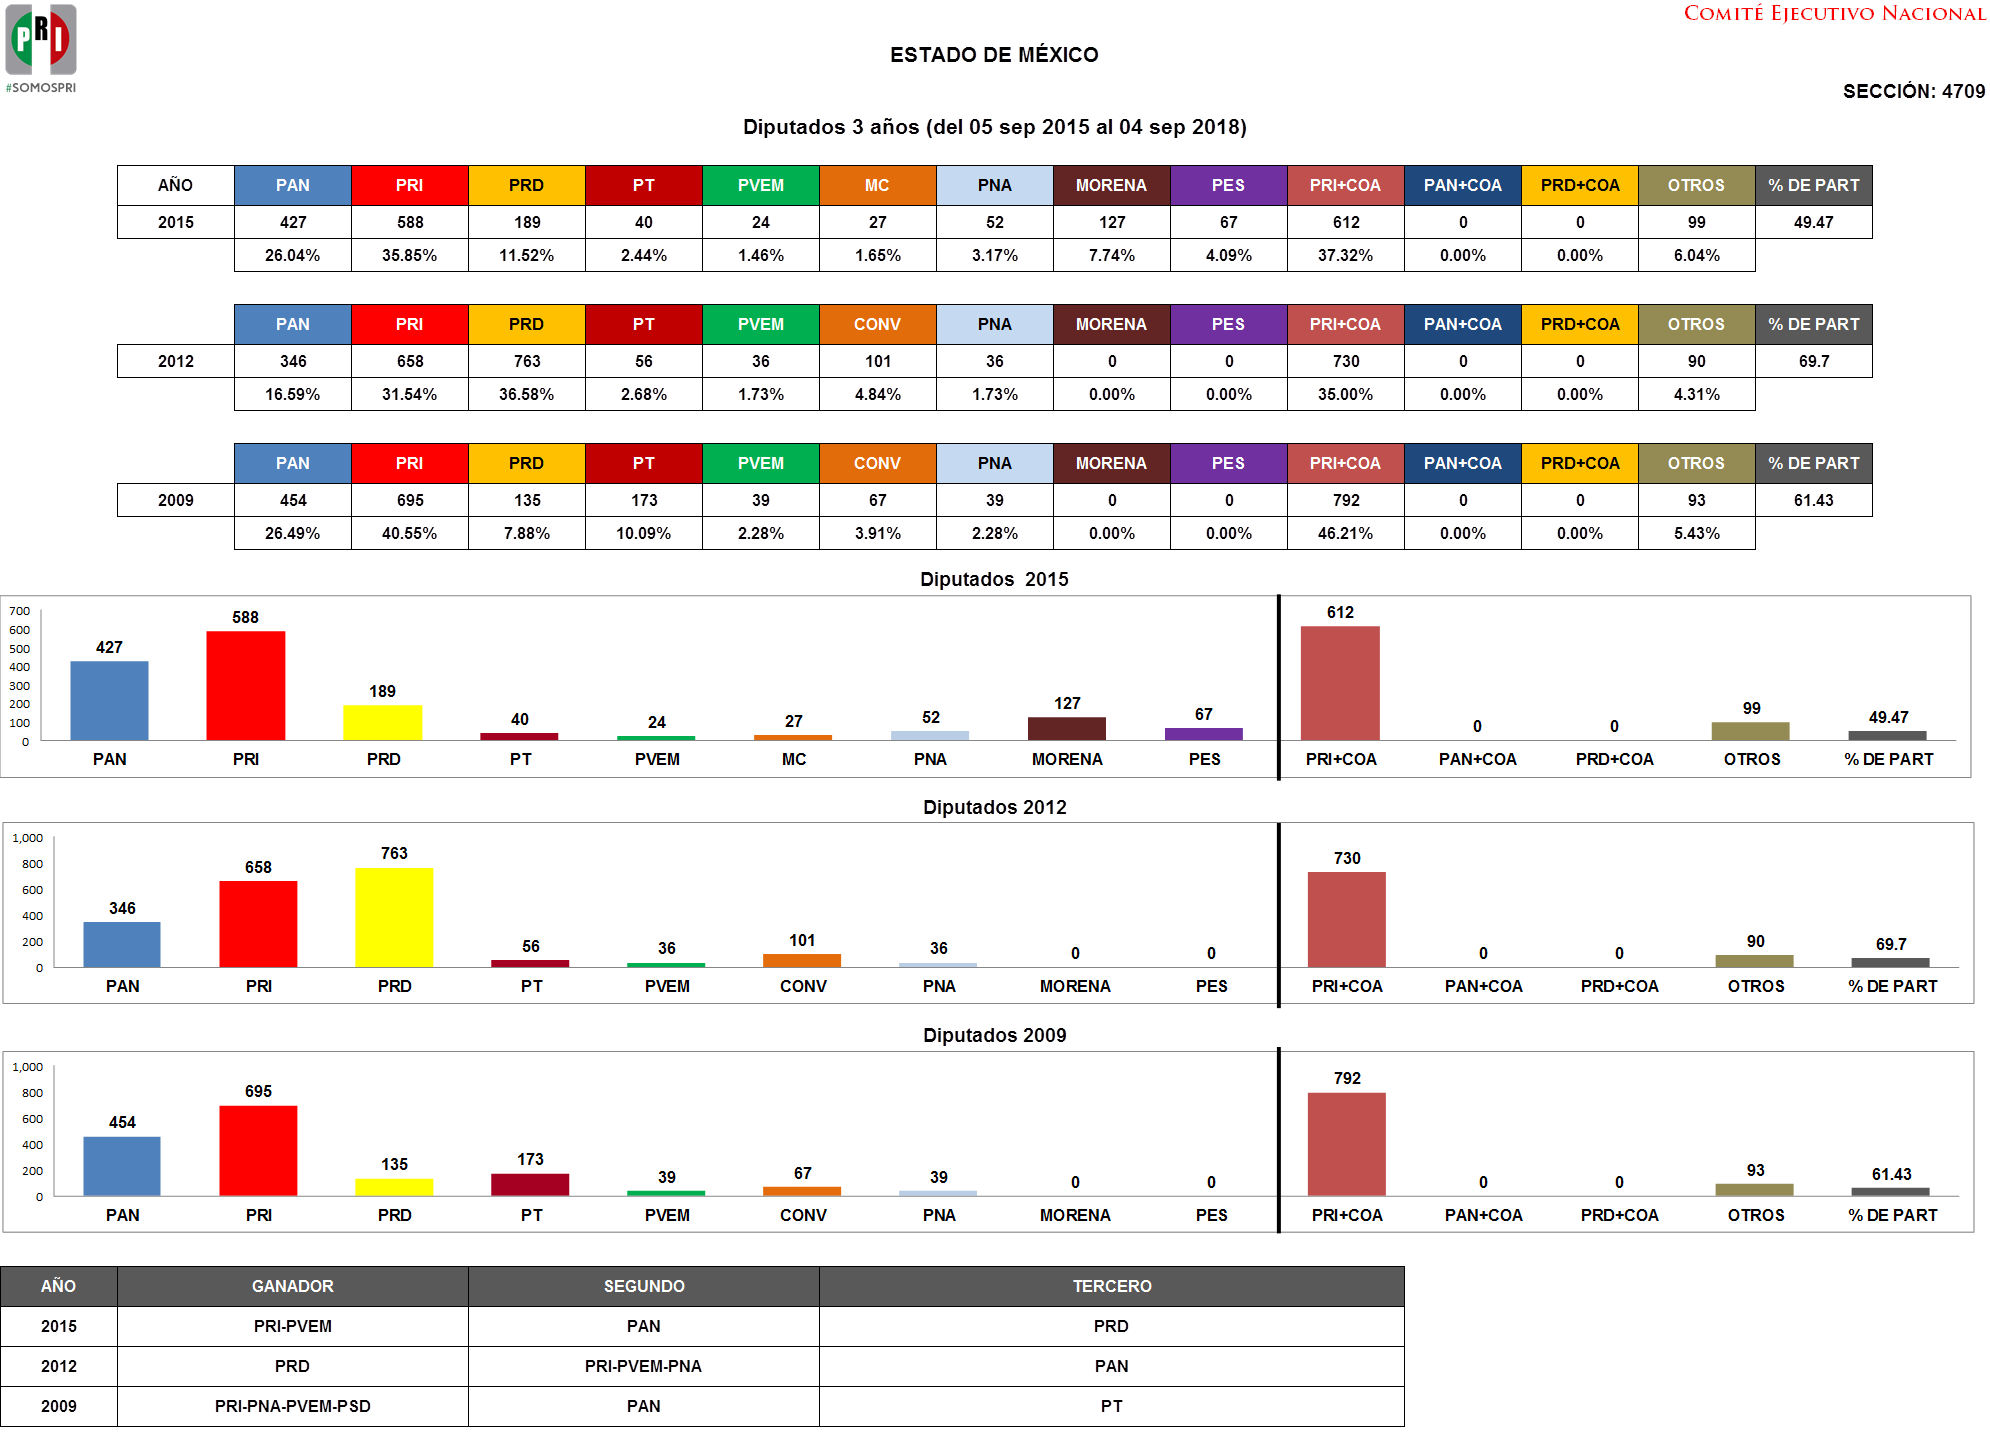 PRI
#SOMOSPRI
COMITÉ EJECUTIVO NACIONAL
ESTADO DE MÉXICO
SECCIÓN: 4709
Diputados 3 años (del 05 sep 2015 al 04 sep 2018)
AÑO PAN PRI PRD PT PVEM MC PNA MORENA PES PRI+COA PAN+COA PRD+COA OTROS % DE PART
2015 427 588 189 40 24 27 52 127 67 612 0 0 99 49.47
26.04% 35.85% 11.52% 2.44% 1.46% 1.65% 3.17% 7.74% 4.09% 37.32% 0.00% 0.00% 6.04%
PAN PRI PRD PT PVEM CONV PNA MORENA PES PRI+COA PAN+COA PRD+COA OTROS % DE PART
2012 346 658 763 56 36 101 36 0 0 730 0 0 90 69.7
16.59% 31.54% 36.58% 2.68% 1.73% 4.84% 1.73% 0.00% 0.00% 35.00% 0.00% 0.00% 4.31%
PAN PRI PRD PT PVEM CONV PNA MORENA PES PRI+COA PAN+COA PRD+COA OTROS % DE PART
2009 454 695 135 173 39 67 39 0 0 792 0 0 93 61.43
26.49% 40.55% 7.88% 10.09% 2.28% 3.91% 2.28% 0.00% 0.00% 46.21% 0.00% 0.00% 5.43%
Diputados 2015
700
600
500
400
300
200
100
0
427 588 189 40 24 27 52 127 67 612 0 0 99 49.47
PAN PRI PRD PT PVEM MC PNA MORENA PES PRI+COA PAN+COA PRD+COA OTROS % DE PART
Diputados 2012
1,000
800
600
400
200
0
346 658 763 56 36 101 36 0 0 730 0 0 90 69.7
PAN PRI PRD PT PVEM CONV PNA MORENA PES PRI+COA PAN+COA PRD+COA OTROS % DE PART
Diputados 2009
1,000
800
600
400
200
0
454 695 135 173 39 67 39 0 0 792 0 0 93 61.43
PAN PRI PRD PT PVEM CONV PNA MORENA PES PRI+COA PAN+COA PRD+COA OTROS % DE PART
AÑO GANADOR SEGUNDO TERCERO
2015 PRI-PVEM PAN PRD
2012 PRD PRI-PVEM-PNA PAN
2009 PRI-PNA-PVEM-PSD PAN PT